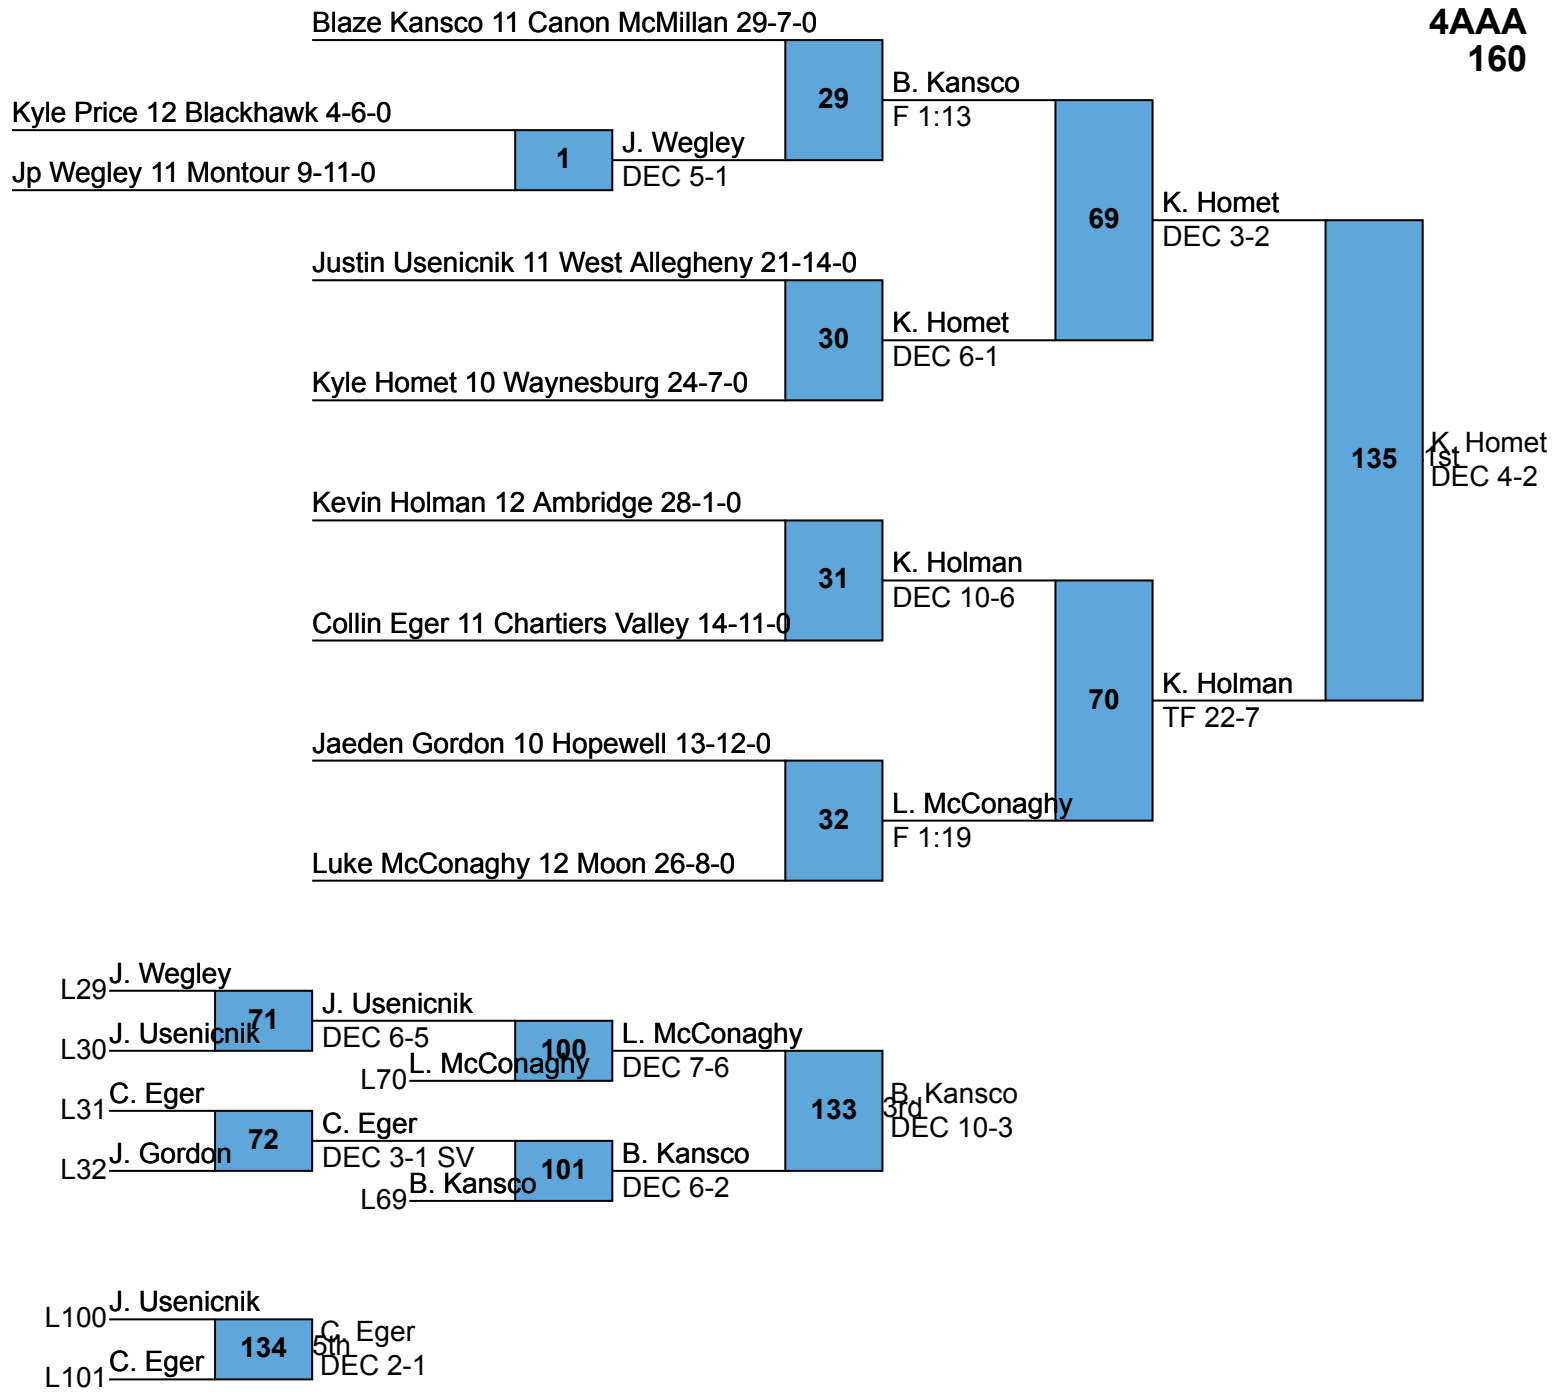 4AAA
160
Blaze Kansco 11 Canon McMillan 29-7-0
29
B. Kansco
F 1:13
Kyle Price 12 Blackhawk 4-6-0
1
J. Wegley
DEC 5-1
Jp Wegley 11 Montour 9-11-0
69
K. Homet
DEC 3-2
Justin Usenicnik 11 West Allegheny 21-14-0
30
K. Homet
DEC 6-1
Kyle Homet 10 Waynesburg 24-7-0
135
K. Homet
1st
DEC 4-2
Kevin Holman 12 Ambridge 28-1-0
31
K. Holman
DEC 10-6
Collin Eger 11 Chartiers Valley 14-11-0
70
K. Holman
TF 22-7
Jaeden Gordon 10 Hopewell 13-12-0
32
L. McConaghy
F 1:19
Luke McConaghy 12 Moon 26-8-0
L29 J. Wegley
71
J. Usenicnik
DEC 6-5
L30 J. Usenicnik
100
L. McConaghy
DEC 7-6
L70 L. McConaghy
L31 C. Eger
72
C. Eger
DEC 3-1 SV
L32 J. Gordon
101
B. Kansco
DEC 6-2
L69 B. Kansco
133
B. Kansco
3rd
DEC 10-3
L100 J. Usenicnik
134
C. Eger
5th
DEC 2-1
L101 C. Eger